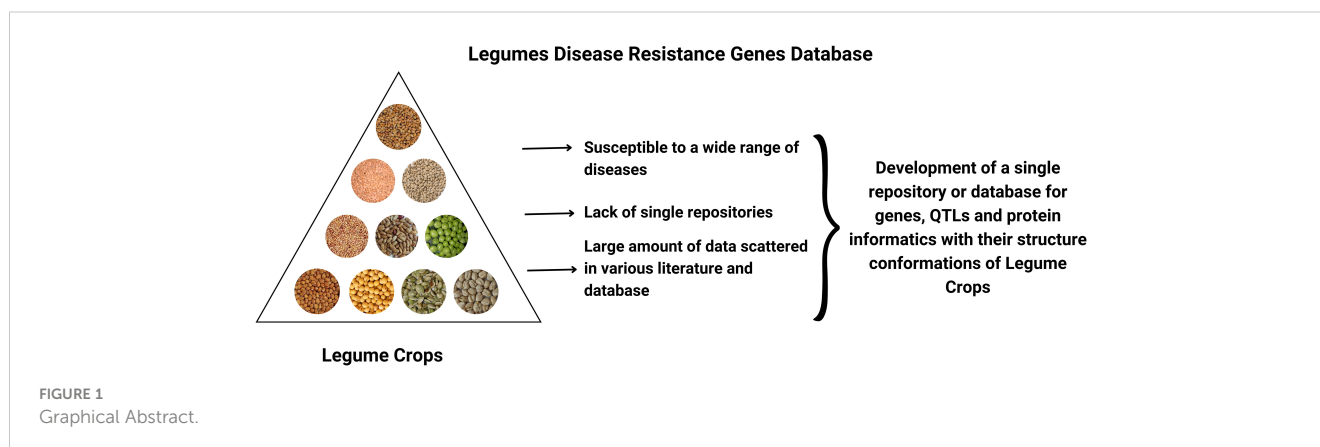 Legumes Disease Resistance Genes Database
Susceptible to a wide range of
diseases
Lack of single repositories
Large amount of data scattered
in various literature and
database
Development of a single
repository or database for
genes, QTLs and protein
informatics with their structure
conformations of Legume
Crops
Legume Crops
FIGURE 1
Graphical Abstract.